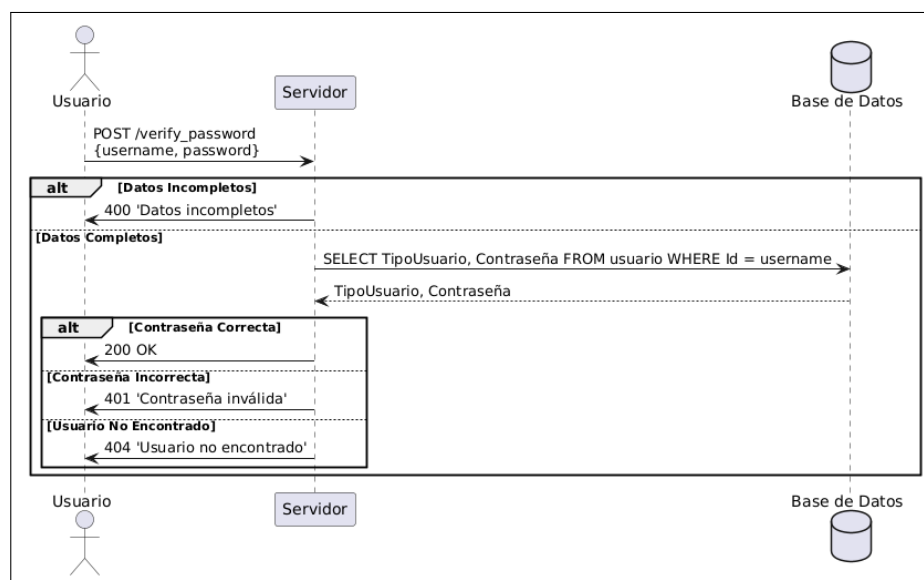 Usuario
Servidor
Base de Datos
POST /verify_password
{username, password}
alt [Datos Incompletos]
400 'Datos incompletos'
[Datos Completos]
SELECT TipoUsuario, Contraseña FROM usuario WHERE Id = username
TipoUsuario, Contraseña
alt [Contraseña Correcta]
200 OK
[Contraseña Incorrecta]
401 'Contraseña inválida'
[Usuario No Encontrado]
404 'Usuario no encontrado'
Usuario
Servidor
Base de Datos